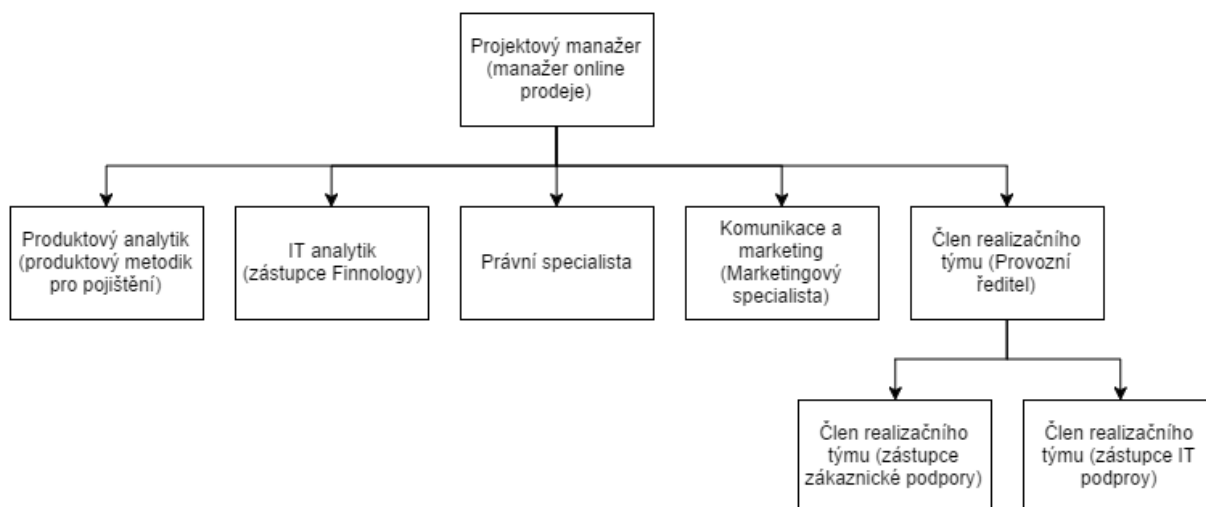 Projektový manažer
(manažer online
prodeje)
Produktový analytik
(produktový metodik
pro pojištění)
IT analytik
(zástupce Finnology)
Právní specialista
Komunikace a
marketing
(Marketingový
specialista)
Člen realizačního
týmu (Provozní
ředitel)
Člen realizačního
týmu (zástupce
zákaznické podpory)
Člen realizačního
týmu (zástupce IT
podproy)